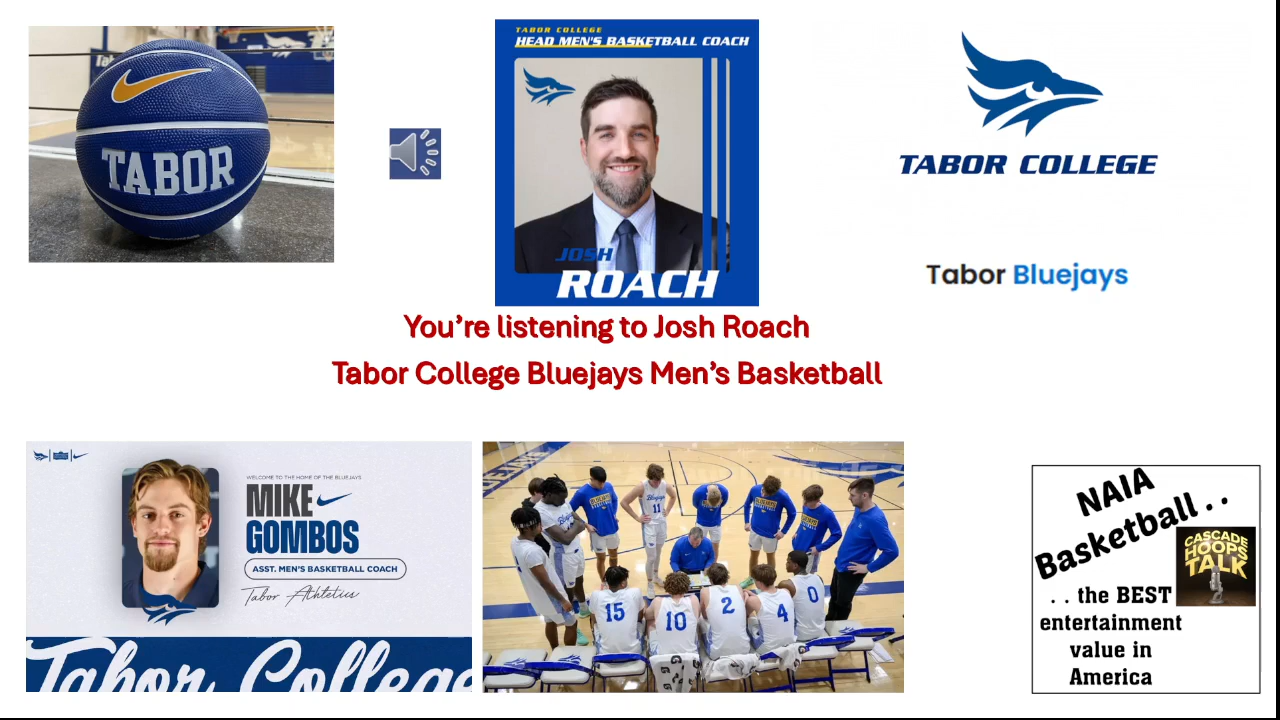 TABOR
TABOR COLLEGE
HEAD MEN'S BASKETBALL COACH
JOSH
ROACH
TABOR COLLEGE
Tabor Bluejays
You're listening to Josh Roach
Tabor College Bluejays Men's Basketball
WELCOME TO THE HOME OF THE BLUEJAYS
MIKE
GOMBOS
ASST. MEN'S BASKETBALL COACH
Tabor Athletics
Tabor College
Bluejays
11
15
10
2
4
0
NAIA
Basketball . .
CASCADE
HOOPS
TALK
. . the BEST
entertainment
value in
America